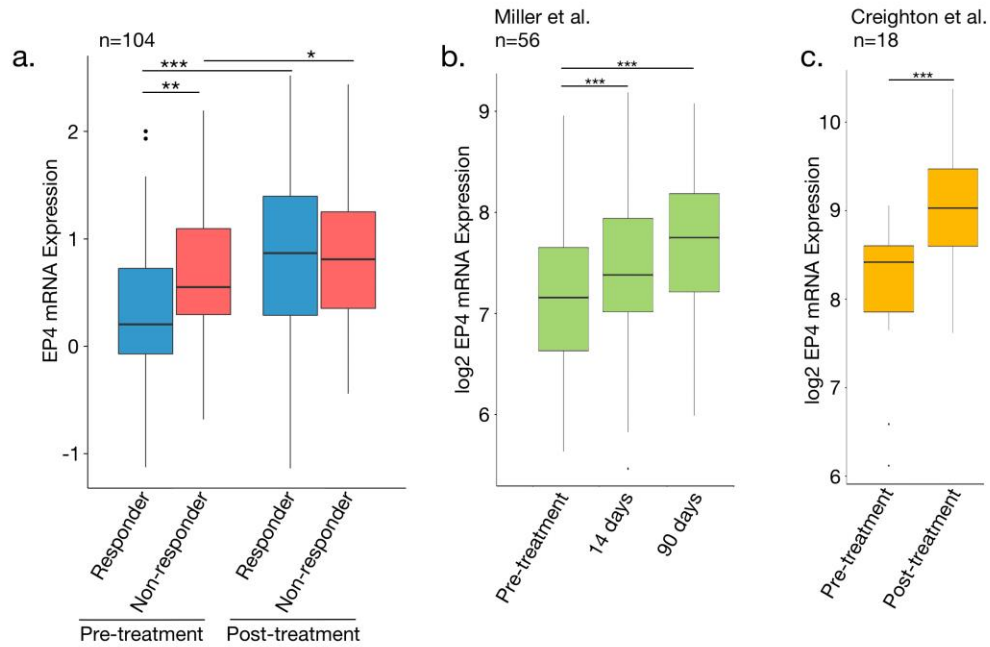 a.
n=104
***
*
**
EP4 mRNA Expression
2
1
0
-1
Responder
Non-responder
Responder
Non-responder
Pre-treatment
Post-treatment
b.
Miller et al.
n=56
***
***
log2 EP4 mRNA Expression
9
8
7
6
Pre-treatment
14 days
90 days
c.
Creighton et al.
n=18
***
log2 EP4 mRNA Expression
10
9
8
7
6
Pre-treatment
Post-treatment